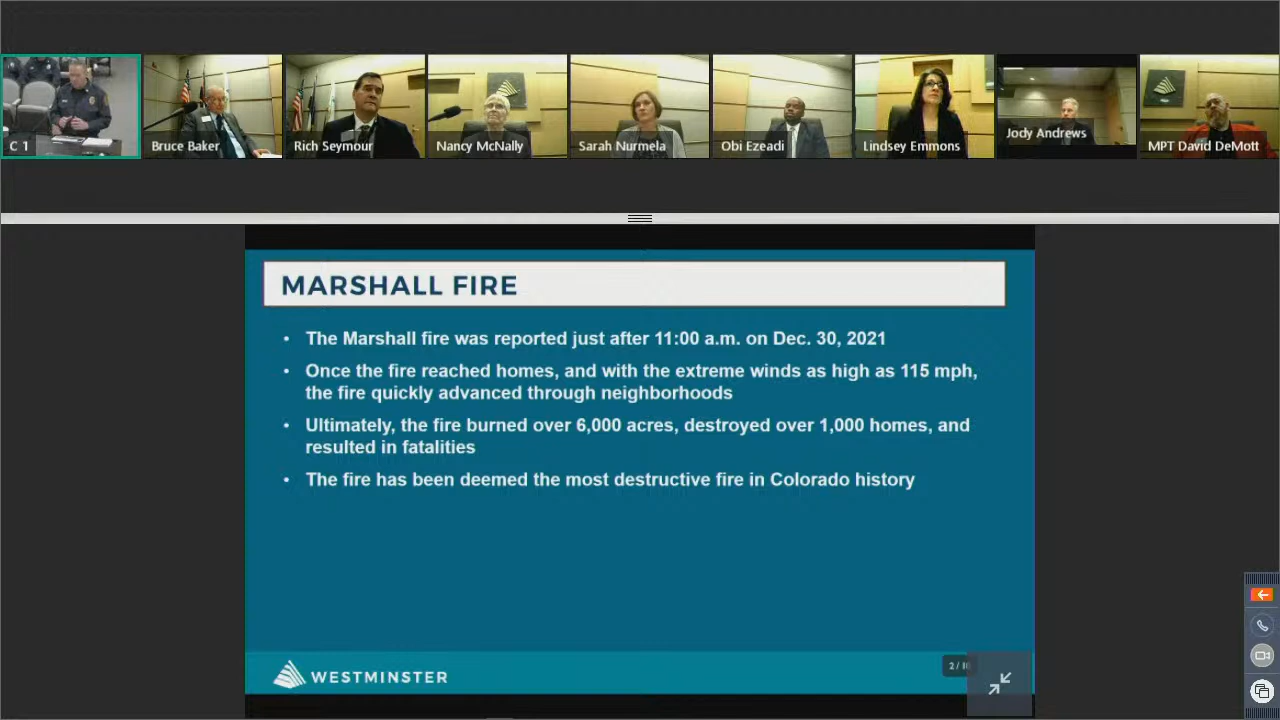 C 1
Bruce Baker
Rich Seymour
Nancy McNally
Sarah Nurmela
Obi Ezeadi
Lindsey Emmons
Jody Andrews
MPT David DeMott
MARSHALL FIRE
• The Marshall fire was reported just after 11:00 a.m. on Dec. 30, 2021
• Once the fire reached homes, and with the extreme winds as high as 115 mph,
the fire quickly advanced through neighborhoods
• Ultimately, the fire burned over 6,000 acres, destroyed over 1,000 homes, and
resulted in fatalities
• The fire has been deemed the most destructive fire in Colorado history
WESTMINSTER